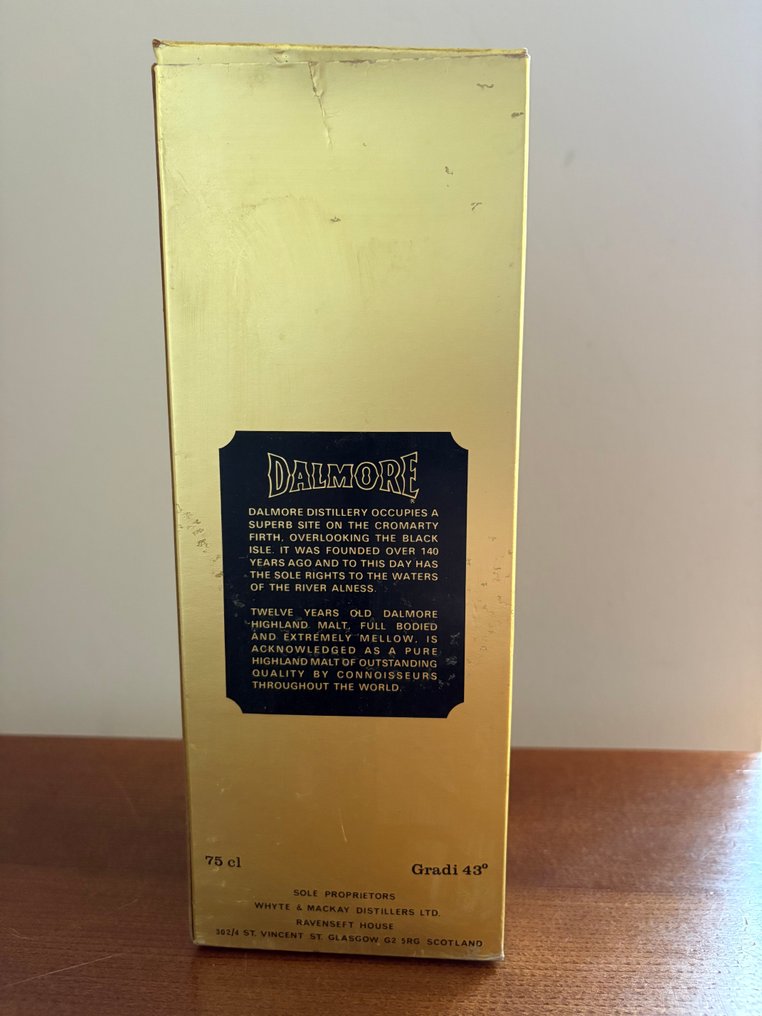 DALMORE
DALMORE DISTILLERY OCCUPIES A
SUPERB SITE ON THE CROMARTY
FIRTH, OVERLOOKING THE BLACK
ISLE. IT WAS FOUNDED OVER 140
YEARS AGO AND TO THIS DAY HAS
THE SOLE RIGHTS TO THE WATERS
OF THE RIVER ALNESS.
TWELVE YEARS OLD DALMORE
HIGHLAND MALT, FULL BODIED
AND EXTREMELY MELLOW, IS
ACKNOWLEDGED AS A PURE
HIGHLAND MALT OF OUTSTANDING
QUALITY BY CONNOISSEURS
THROUGHOUT THE WORLD.
75 cl
Gradi 43º
SOLE PROPRIETORS
WHYTE & MACKAY DISTILLERS LTD.
RAVENSEFT HOUSE
302/4 ST. VINCENT ST. GLASGOW G2 5RG SCOTLAND